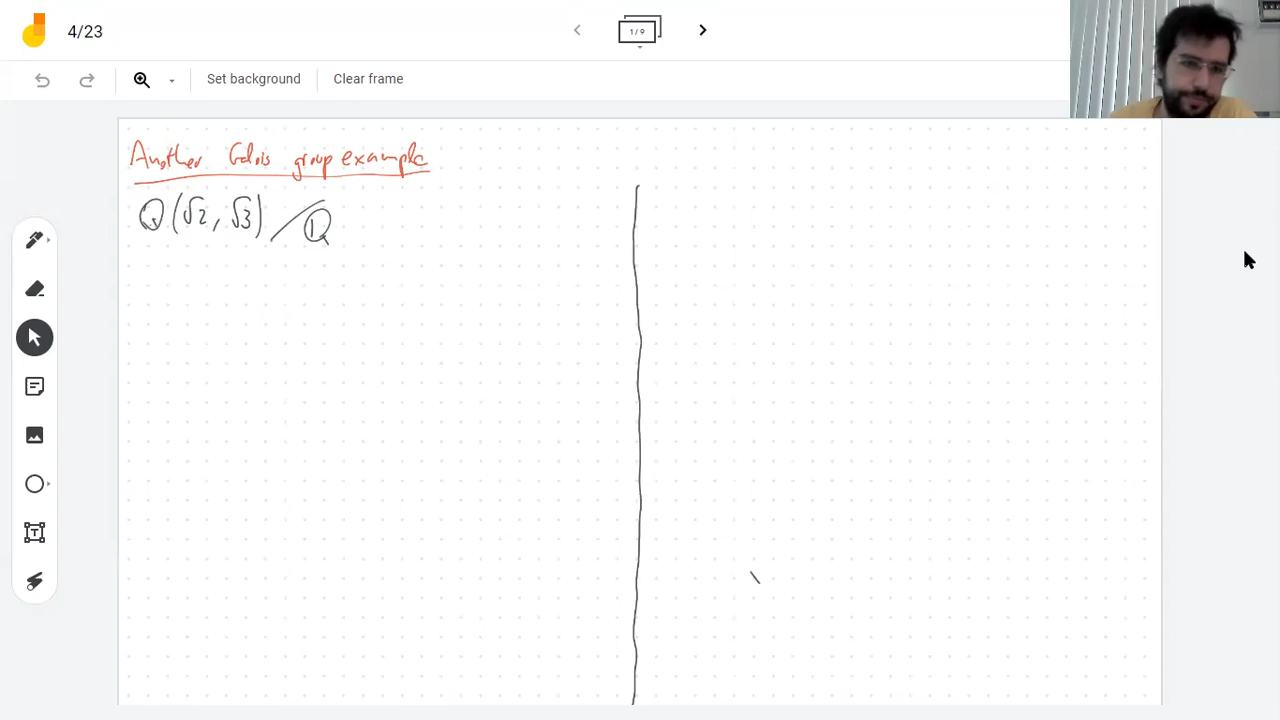 4/23
1/9
Set background
Clear frame
Another Galois group example
ℚ(√2, √3) / ℚ